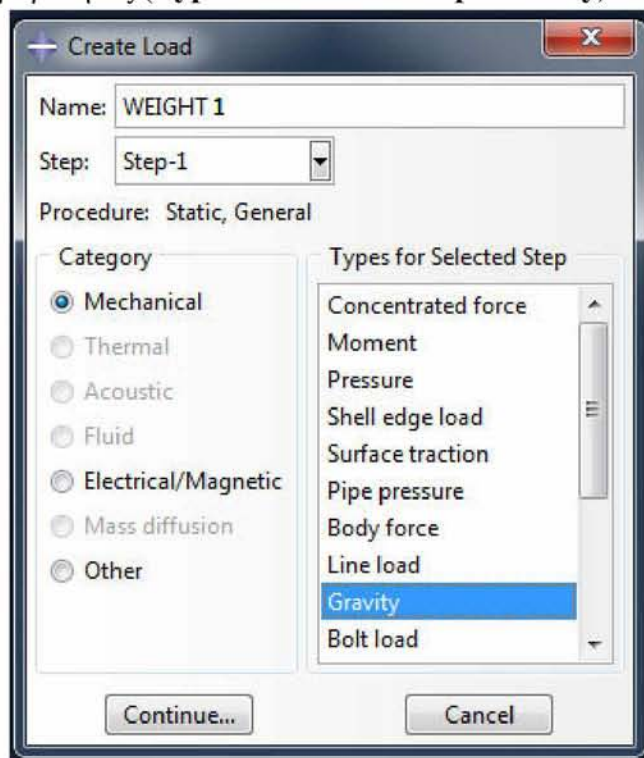 Create Load
Name: WEIGHT 1
Step: Step-1
Procedure: Static, General
Category
Mechanical
Thermal
Acoustic
Fluid
Electrical/Magnetic
Mass diffusion
Other
Types for Selected Step
Concentrated force
Moment
Pressure
Shell edge load
Surface traction
Pipe pressure
Body force
Line load
Gravity
Bolt load
Continue...
Cancel